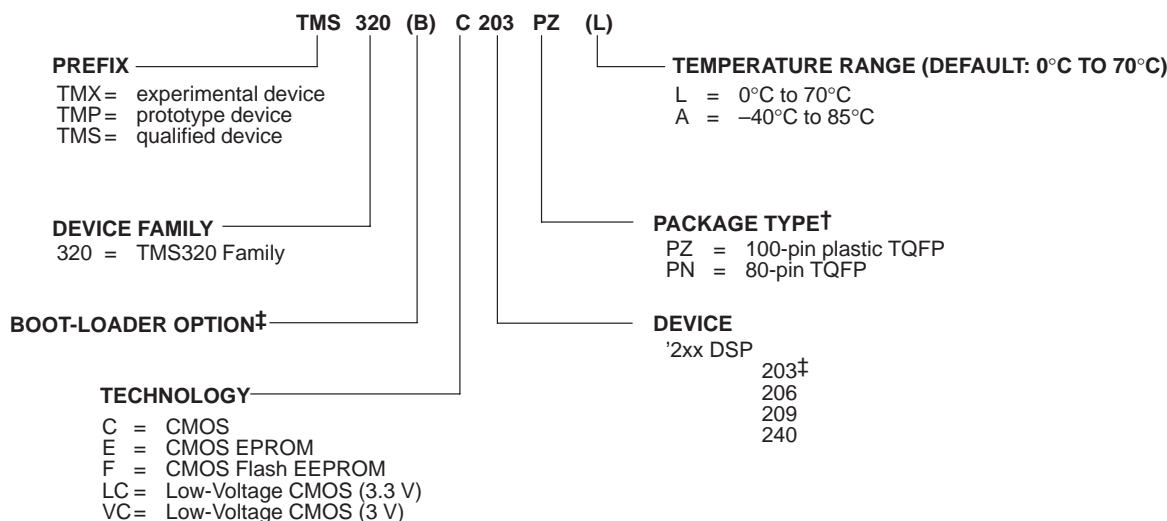 TMS 320 (B) C 203 PZ (L)
PREFIX
TMX = experimental device
TMP = prototype device
TMS = qualified device
TEMPERATURE RANGE (DEFAULT: 0°C TO 70°C)
L = 0°C to 70°C
A = –40°C to 85°C
DEVICE FAMILY
320 = TMS320 Family
PACKAGE TYPE†
PZ = 100-pin plastic TQFP
PN = 80-pin TQFP
BOOT-LOADER OPTION‡
DEVICE
'2xx DSP
203‡
206
209
240
TECHNOLOGY
C = CMOS
E = CMOS EPROM
F = CMOS Flash EEPROM
LC = Low-Voltage CMOS (3.3 V)
VC = Low-Voltage CMOS (3 V)